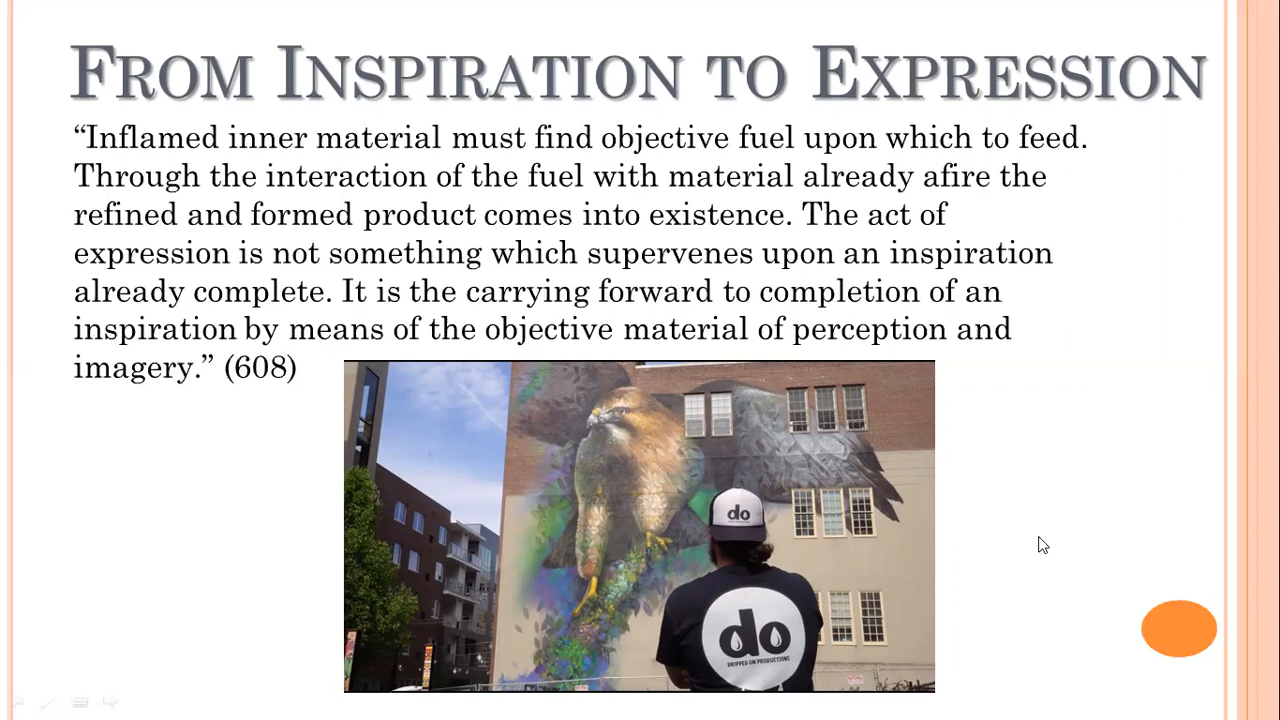 FROM INSPIRATION TO EXPRESSION
“Inflamed inner material must find objective fuel upon which to feed.
Through the interaction of the fuel with material already afire the
refined and formed product comes into existence. The act of
expression is not something which supervenes upon an inspiration
already complete. It is the carrying forward to completion of an
inspiration by means of the objective material of perception and
imagery.” (608)
do
do
DRIPPED ON PRODUCTIONS